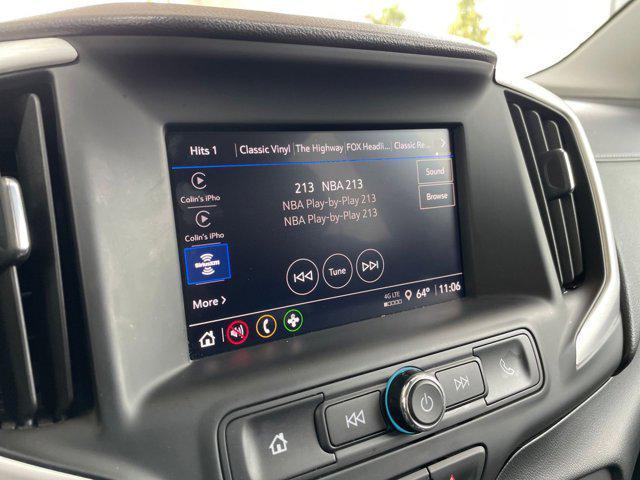 Hits 1 Classic Vinyl The Highway FOX Headli... Classic Re...
Colin's iPho
213 NBA 213
Sound
NBA Play-by-Play 213
Browse
NBA Play-by-Play 213
Colin's iPho
SiriusXM
Tune
More
4G LTE 64° 11:06